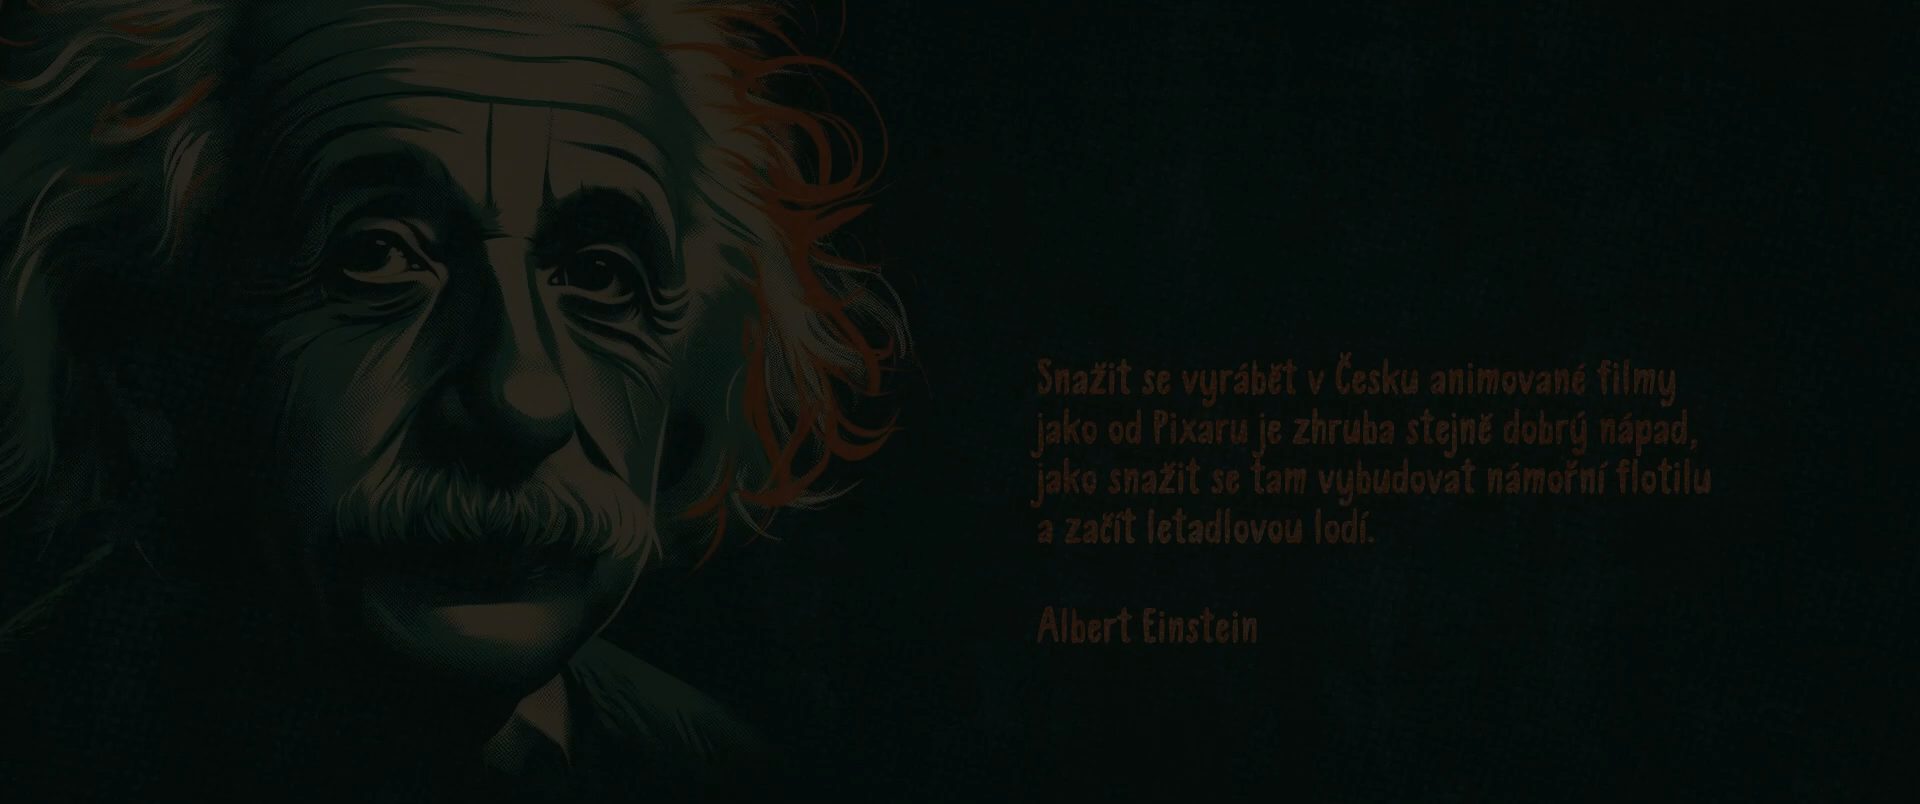 Snažit se vyrábět v Česku animované filmy
jako od Pixaru je zhruba stejně dobrý nápad,
jako snažit se tam vybudovat námořní flotilu
a začít letadlovou lodí.
Albert Einstein